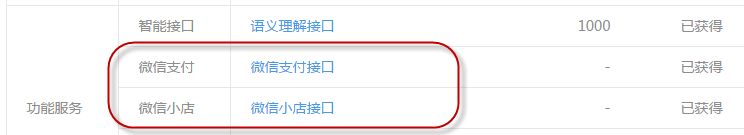 智能接口 语义理解接口 1000 已获得
微信支付 微信支付接口 - 已获得
功能服务 微信小店 微信小店接口 - 已获得